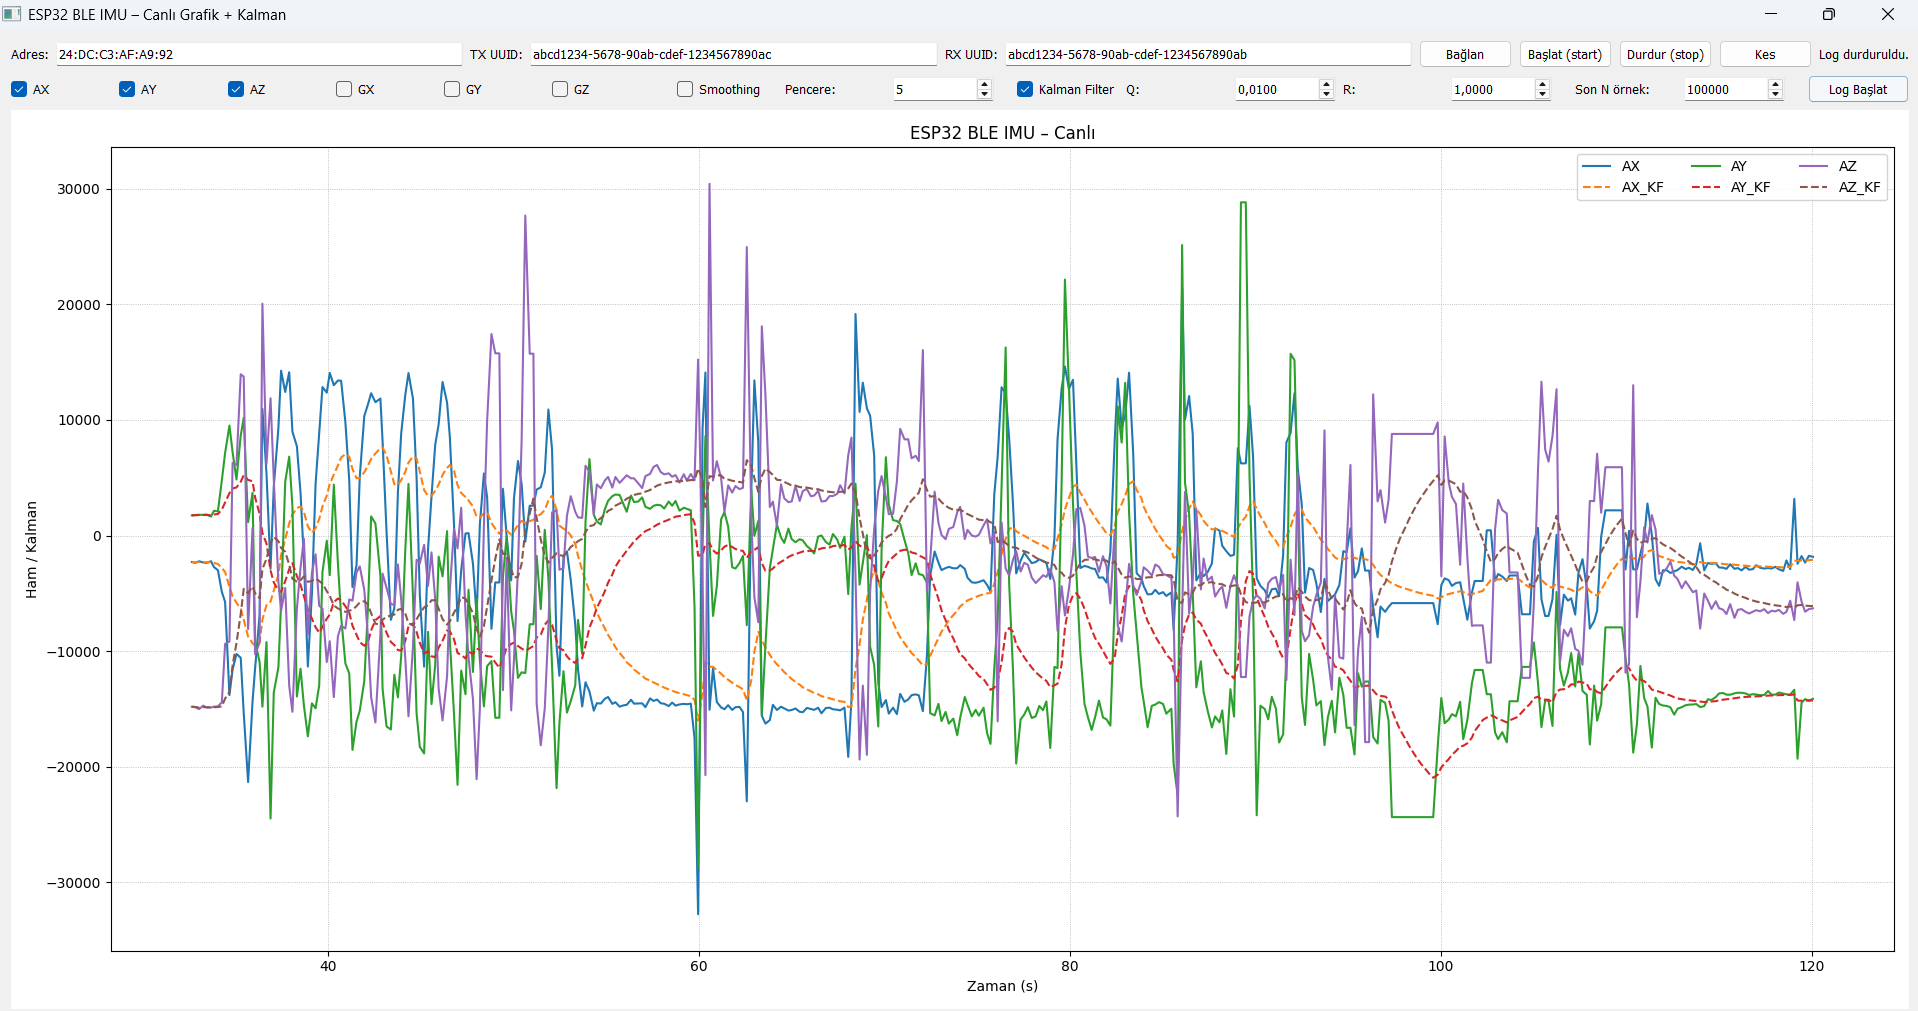 ESP32 BLE IMU – Canlı Grafik + Kalman
Adres: 24:DC:C3:AF:A9:92 TX UUID: abcd1234-5678-90ab-cdef-1234567890ac RX UUID: abcd1234-5678-90ab-cdef-1234567890ab Bağlan Başlat (start) Durdur (stop) Kes Log durduruldu.
AX AY AZ GX GY GZ Smoothing Pencere: 5 Kalman Filter Q: 0,0100 R: 1,0000 Son N örnek: 100000 Log Başlat
ESP32 BLE IMU – Canlı
AX AY AZ
AX_KF AY_KF AZ_KF
30000
20000
10000
0
−10000
−20000
−30000
Ham / Kalman
40 60 80 100 120
Zaman (s)